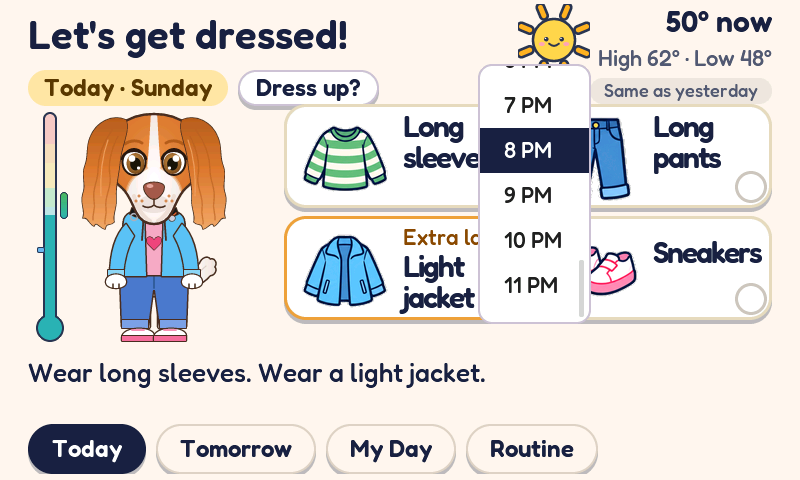 Let's get dressed!
50° now
High 62° · Low 48°
Today · Sunday
Dress up?
Same as yesterday
7 PM
8 PM
9 PM
10 PM
11 PM
Long
Long
pants
Extra
Light
jacket
Sneakers
Wear long sleeves. Wear a light jacket.
Today
Tomorrow
My Day
Routine